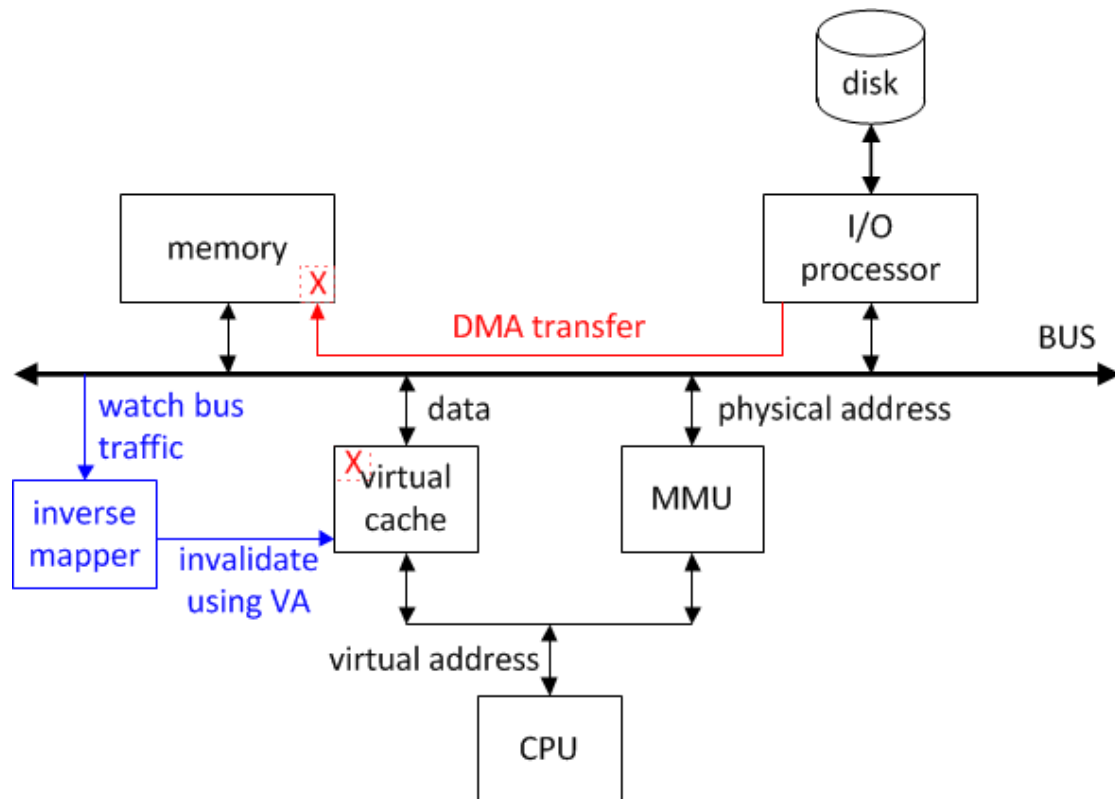 disk
memory
X
I/O
processor
DMA transfer
BUS
watch bus
traffic
data
physical address
X
virtual
cache
MMU
inverse
mapper
invalidate
using VA
virtual address
CPU